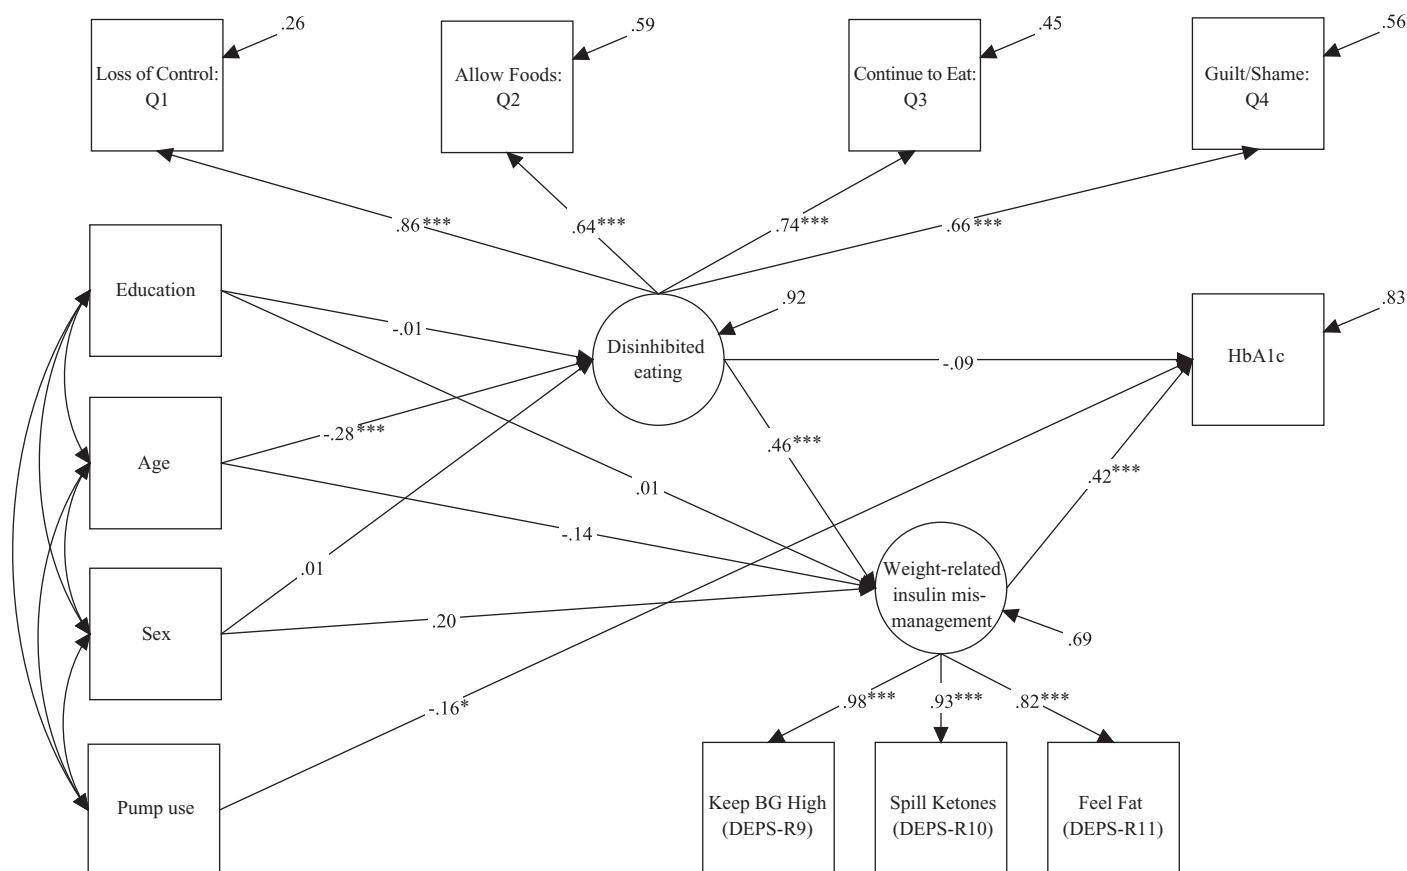 .26
.59
.45
.56
Loss of Control:
Q1
Allow Foods:
Q2
Continue to Eat:
Q3
Guilt/Shame:
Q4
.86***
.64***
.74***
.66***
Education
.92
.83
-.01
Disinhibited
eating
-.09
HbA1c
Age
-.28***
.46***
.01
.42***
-.14
.01
Weight-related
insulin mis-
management
Sex
.20
.69
-.16*
.98***
.93***
.82***
Pump use
Keep BG High
(DEPS-R9)
Spill Ketones
(DEPS-R10)
Feel Fat
(DEPS-R11)